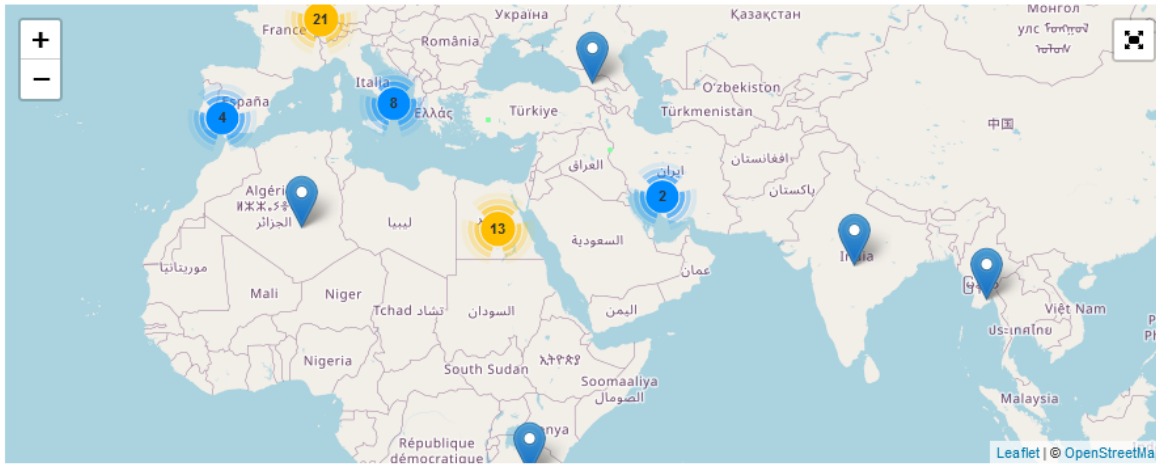 +
−
21
France
Україна
Қазақстан
Монгол
улс
România
Italia
8
4
España
Ελλάς
Türkiye
O'zbekiston
Türkmenistan
中国
العراق
ایران
افغانستان
پاکستان
2
13
الجزائر
ليبيا
السعودية
عمان
India
موريتانيا
Mali
Niger
Tchad تشاد
السودان
اليمن
Việt Nam
ประเทศไทย
Nigeria
South Sudan
ኢትዮጵያ
Soomaaliya
الصومال
Malaysia
République
démocratique
Leaflet | © OpenStreetMa